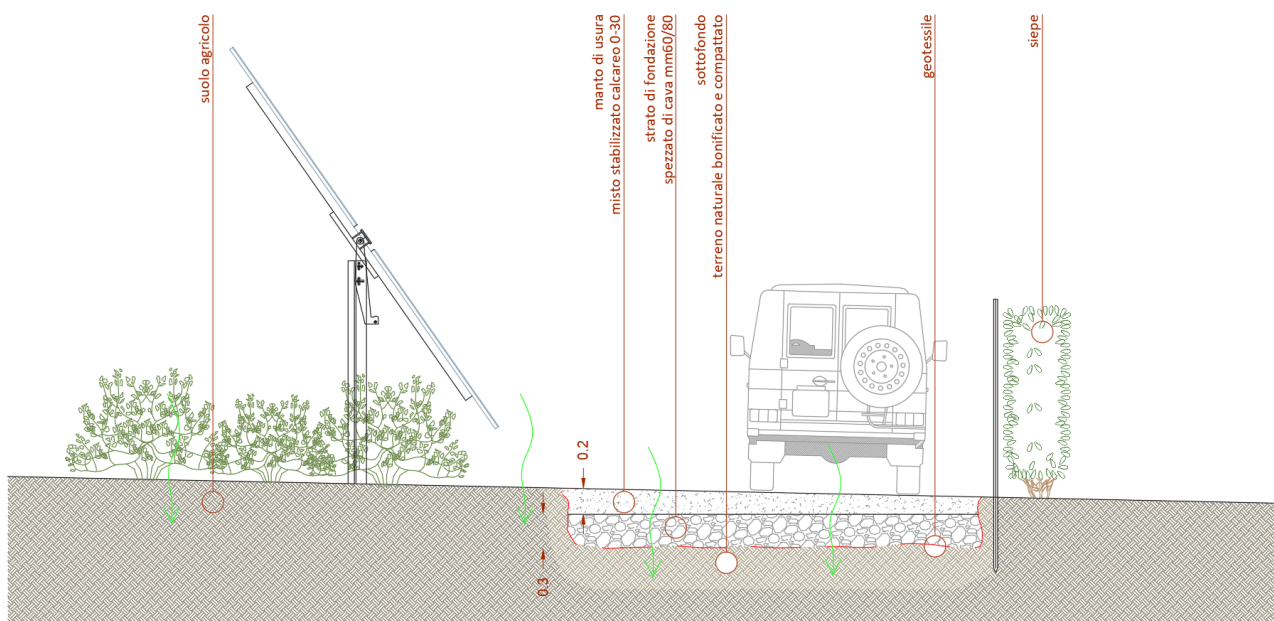 suolo agricolo
manto di usura
misto stabilizzato calcareo 0-30
strato di fondazione
spezzato di cava mm60/80
sottofondo
terreno naturale bonificato e compattato
geotessile
siepe
0.2
0.3